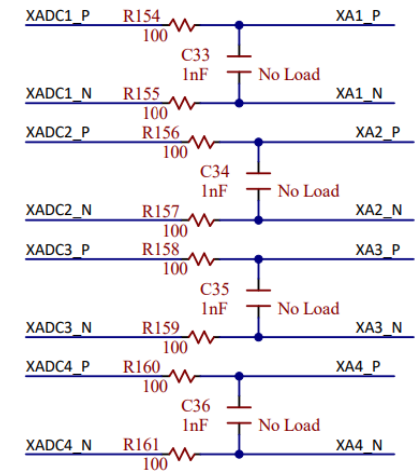 XADC1_P R154 XA1_P
100
C33
1nF No Load
XADC1_N R155 XA1_N
100
XADC2_P R156 XA2_P
100
C34
1nF No Load
XADC2_N R157 XA2_N
100
XADC3_P R158 XA3_P
100
C35
1nF No Load
XADC3_N R159 XA3_N
100
XADC4_P R160 XA4_P
100
C36
1nF No Load
XADC4_N R161 XA4_N
100